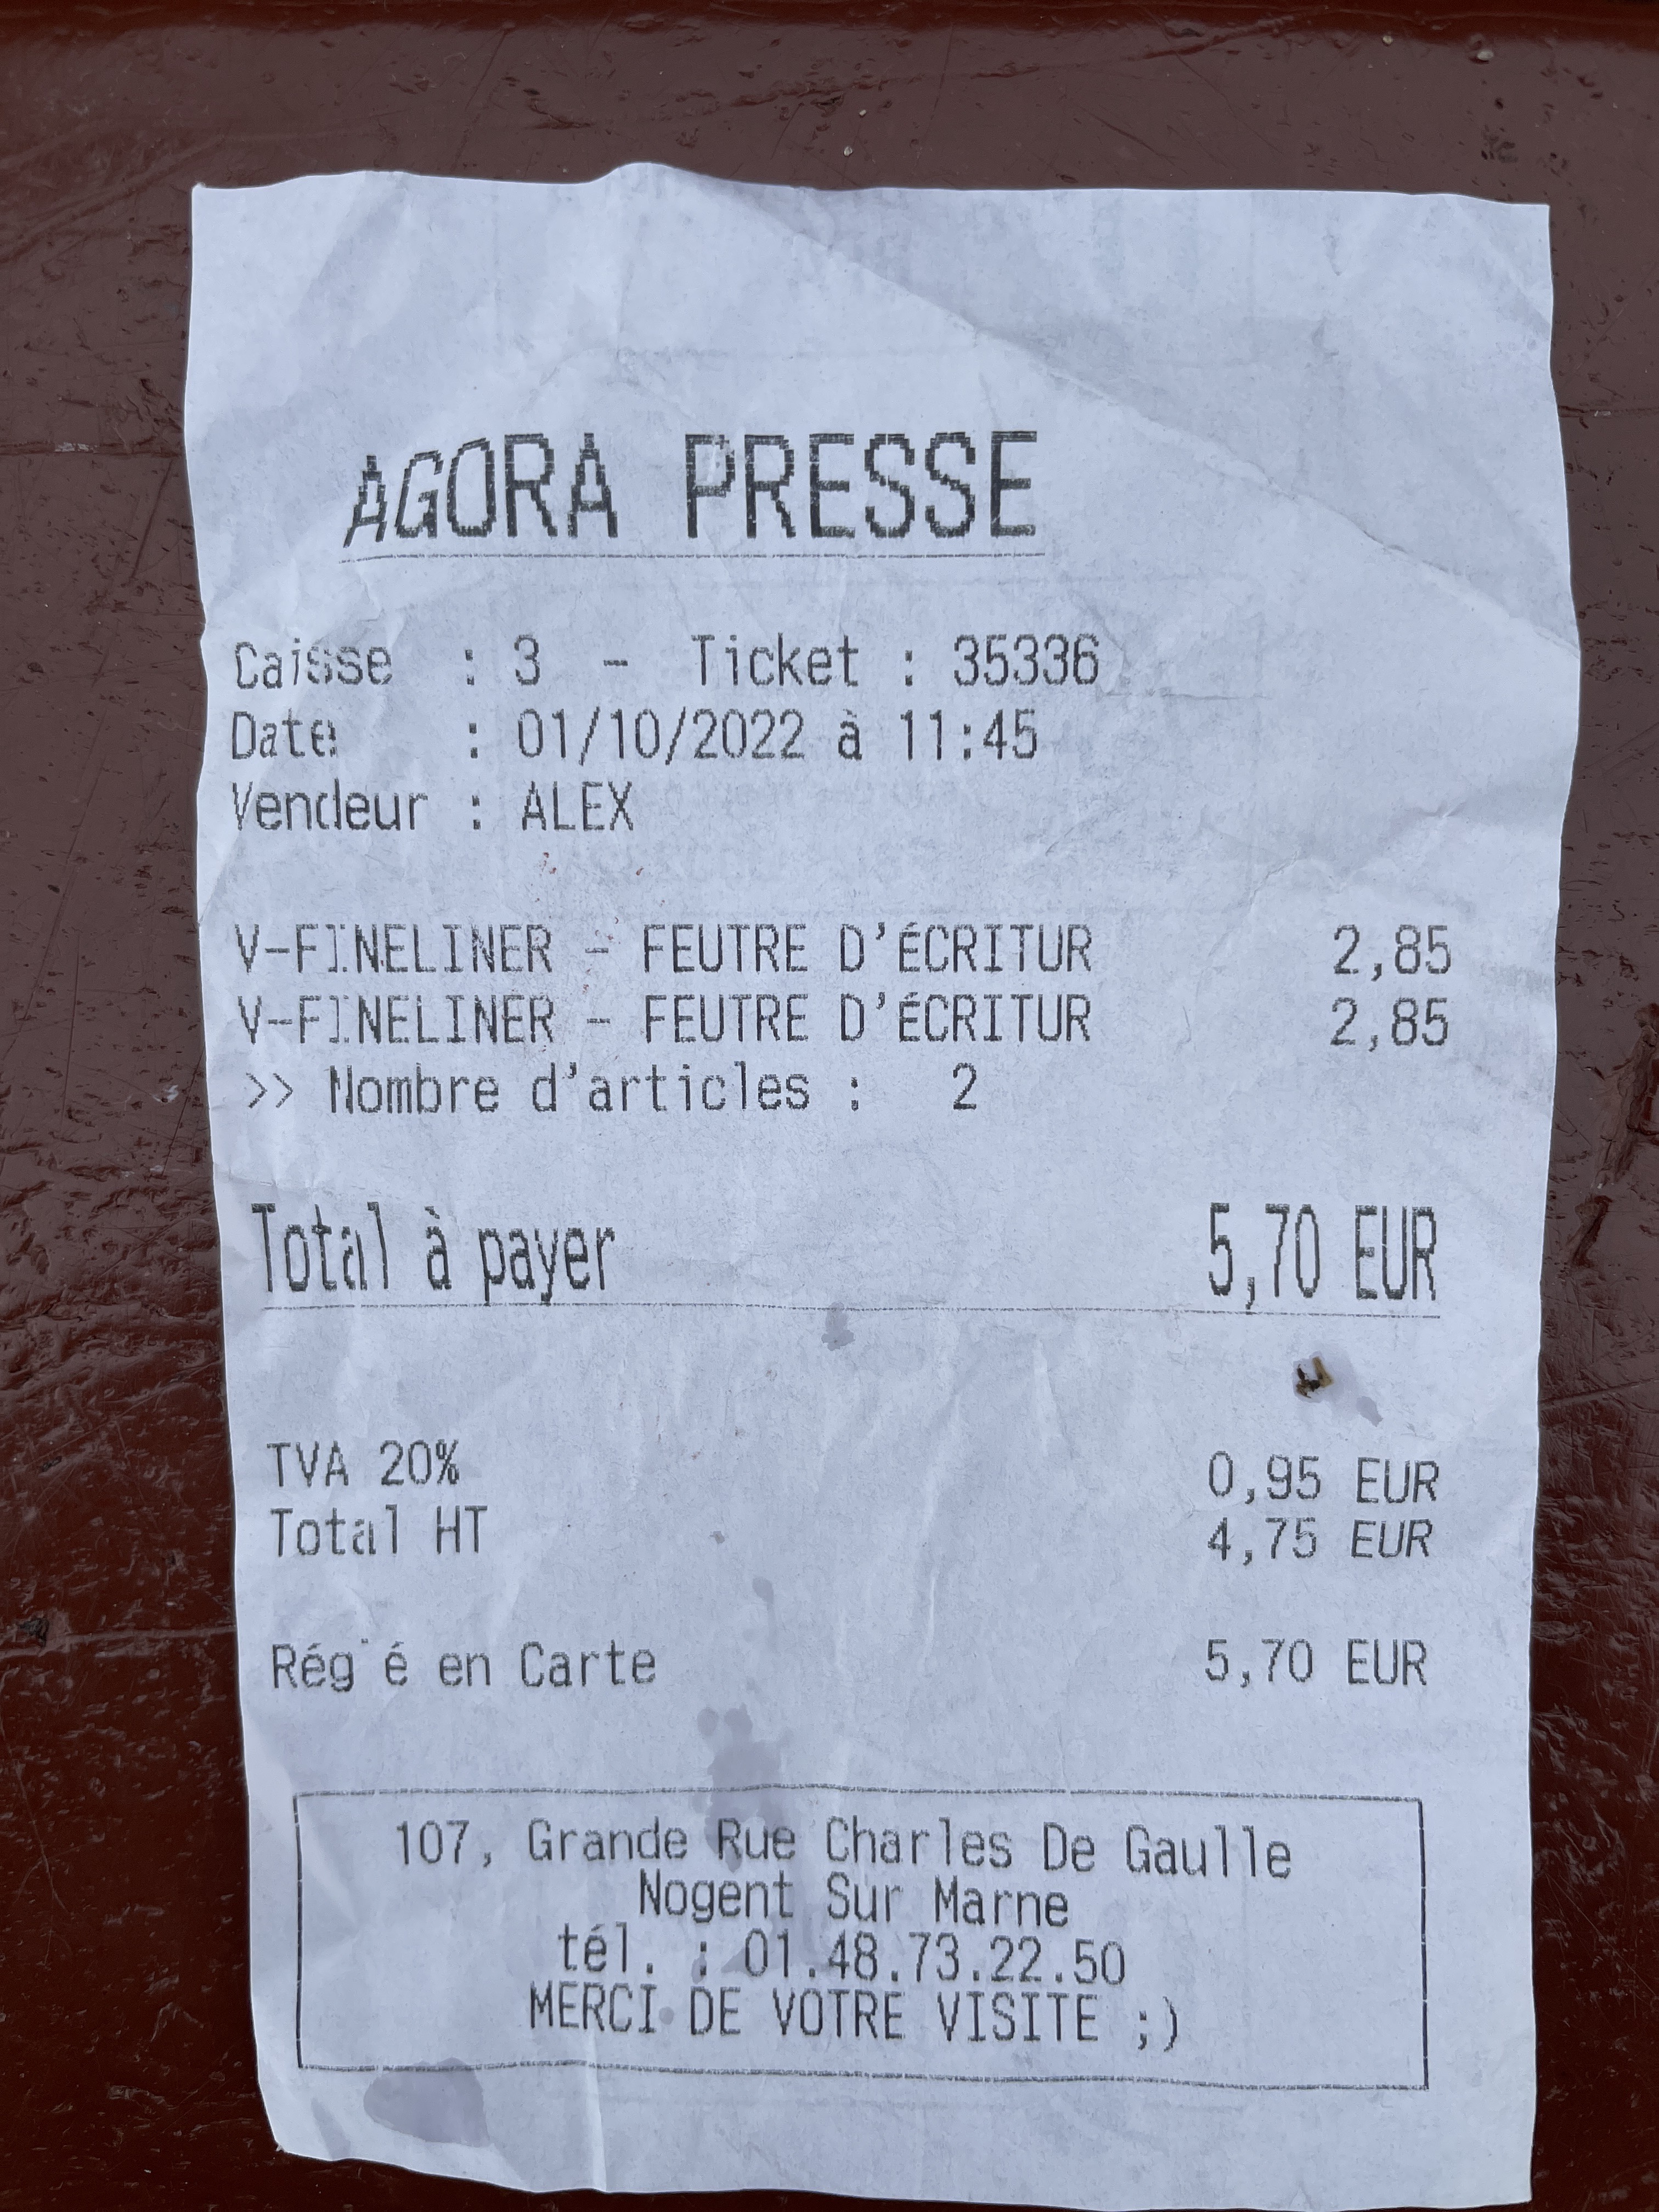 AGORA PRESSE
Caisse : 3 - Ticket : 35336
Date : 01/10/2022 à 11:45
Vendeur : ALEX
V-FINELINER - FEUTRE D'ÉCRITUR 2,85
V-FINELINER - FEUTRE D'ÉCRITUR 2,85
>> Nombre d'articles : 2
Total à payer 5,70 EUR
TVA 20% 0,95 EUR
Total HT 4,75 EUR
Réglé en Carte 5,70 EUR
107, Grande Rue Charles De Gaulle
Nogent Sur Marne
tél. : 01.48.73.22.50
MERCI DE VOTRE VISITE ;)